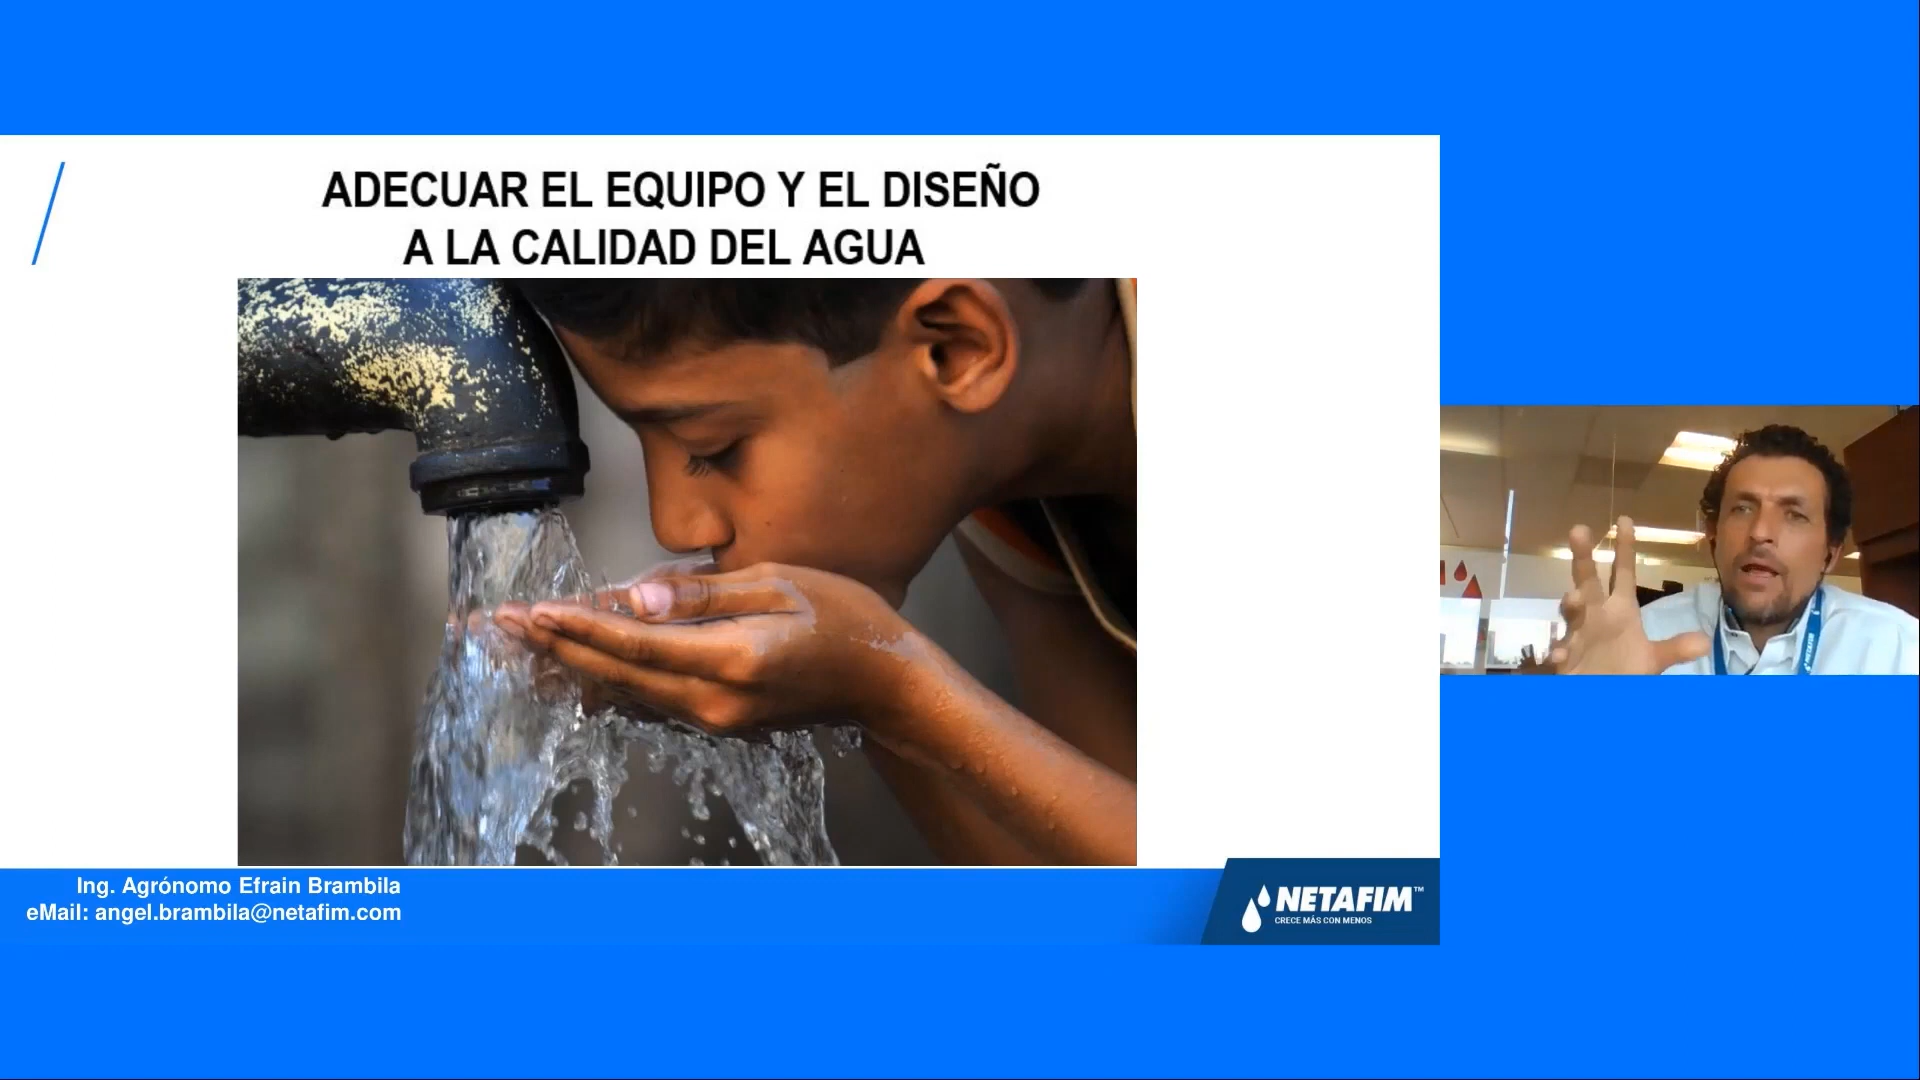 ADECUAR EL EQUIPO Y EL DISEÑO
A LA CALIDAD DEL AGUA
Ing. Agrónomo Efrain Brambila
eMail: angel.brambila@netafim.com
NETAFIM™
CRECE MÁS CON MENOS
NETAFIM